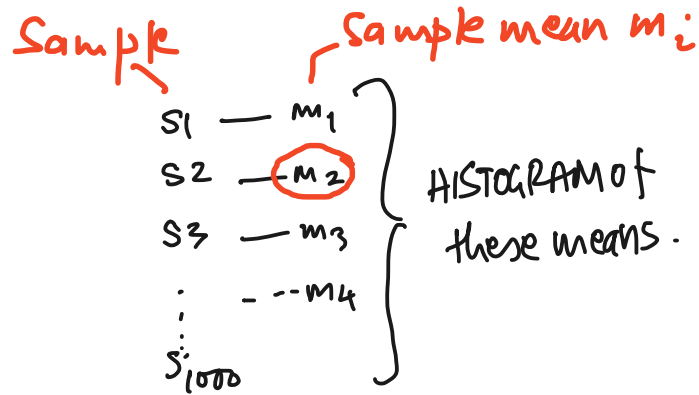 Sample
Sample mean mi
S1 — m1
S2 — m2
S3 — m3
m4
S1000
HISTOGRAM of
these means.